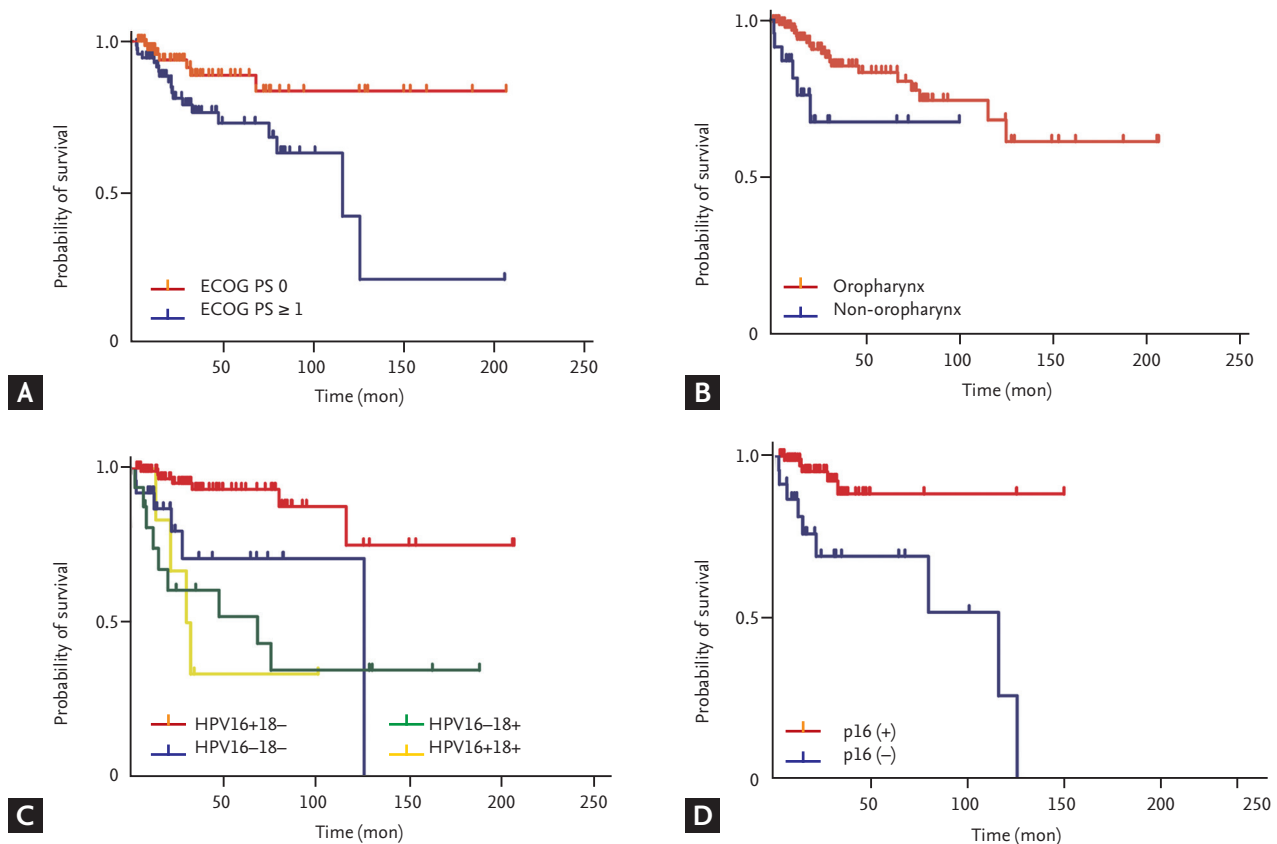 1.0
0.5
0
Probability of survival
ECOG PS 0
ECOG PS ≥ 1
50 100 150 200 250
Time (mon)
A
1.0
0.5
0
Probability of survival
Oropharynx
Non-oropharynx
50 100 150 200 250
Time (mon)
B
1.0
0.5
0
Probability of survival
HPV16+18– HPV16–18+
HPV16–18– HPV16+18+
50 100 150 200 250
Time (mon)
C
1.0
0.5
0
Probability of survival
p16 (+)
p16 (–)
50 100 150 200 250
Time (mon)
D